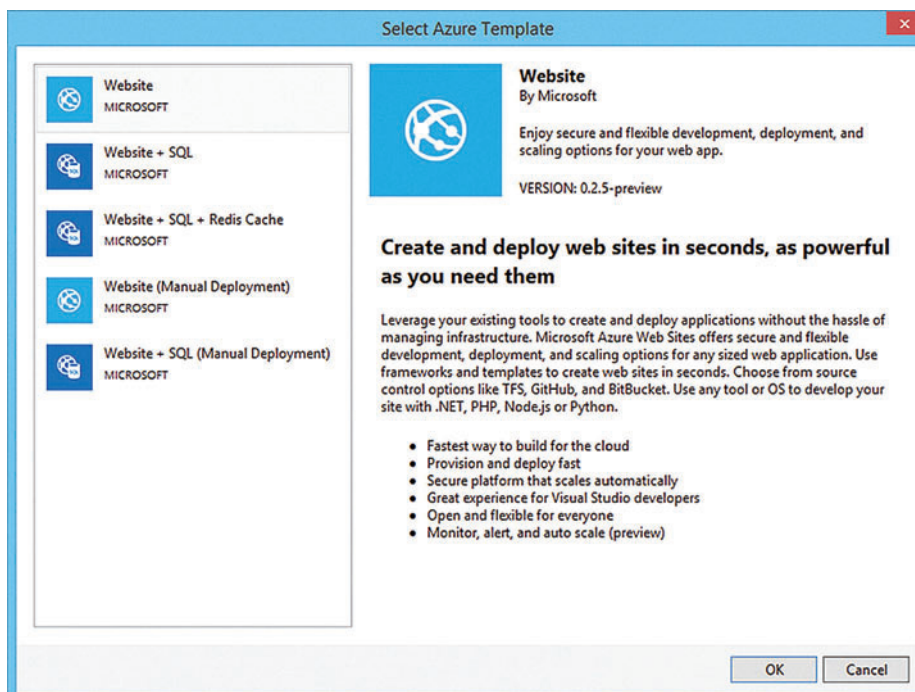 Select Azure Template
Website
MICROSOFT
Website + SQL
MICROSOFT
Website + SQL + Redis Cache
MICROSOFT
Website (Manual Deployment)
MICROSOFT
Website + SQL (Manual Deployment)
MICROSOFT
Website
By Microsoft
Enjoy secure and flexible development, deployment, and
scaling options for your web app.
VERSION: 0.2.5-preview
Create and deploy web sites in seconds, as powerful
as you need them
Leverage your existing tools to create and deploy applications without the hassle of
managing infrastructure. Microsoft Azure Web Sites offers secure and flexible
development, deployment, and scaling options for any sized web application. Use
frameworks and templates to create web sites in seconds. Choose from source
control options like TFS, GitHub, and BitBucket. Use any tool or OS to develop your
site with .NET, PHP, Node.js or Python.
• Fastest way to build for the cloud
• Provision and deploy fast
• Secure platform that scales automatically
• Great experience for Visual Studio developers
• Open and flexible for everyone
• Monitor, alert, and auto scale (preview)
OK
Cancel